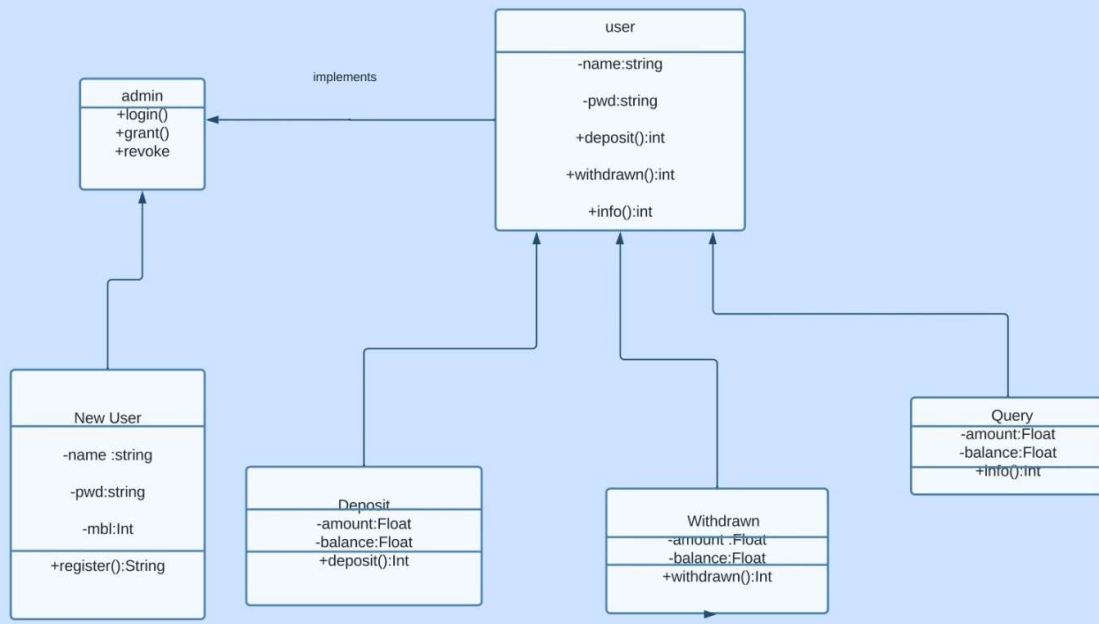 user
-name:string
-pwd:string
+deposit():int
+withdrawn():int
+info():int
implements
admin
+login()
+grant()
+revoke
New User
-name :string
-pwd:string
-mbl:Int
+register():String
Deposit
-amount:Float
-balance:Float
+deposit():Int
Withdrawn
-amount :Float
-balance:Float
+withdrawn():Int
Query
-amount:Float
-balance:Float
+info():Int